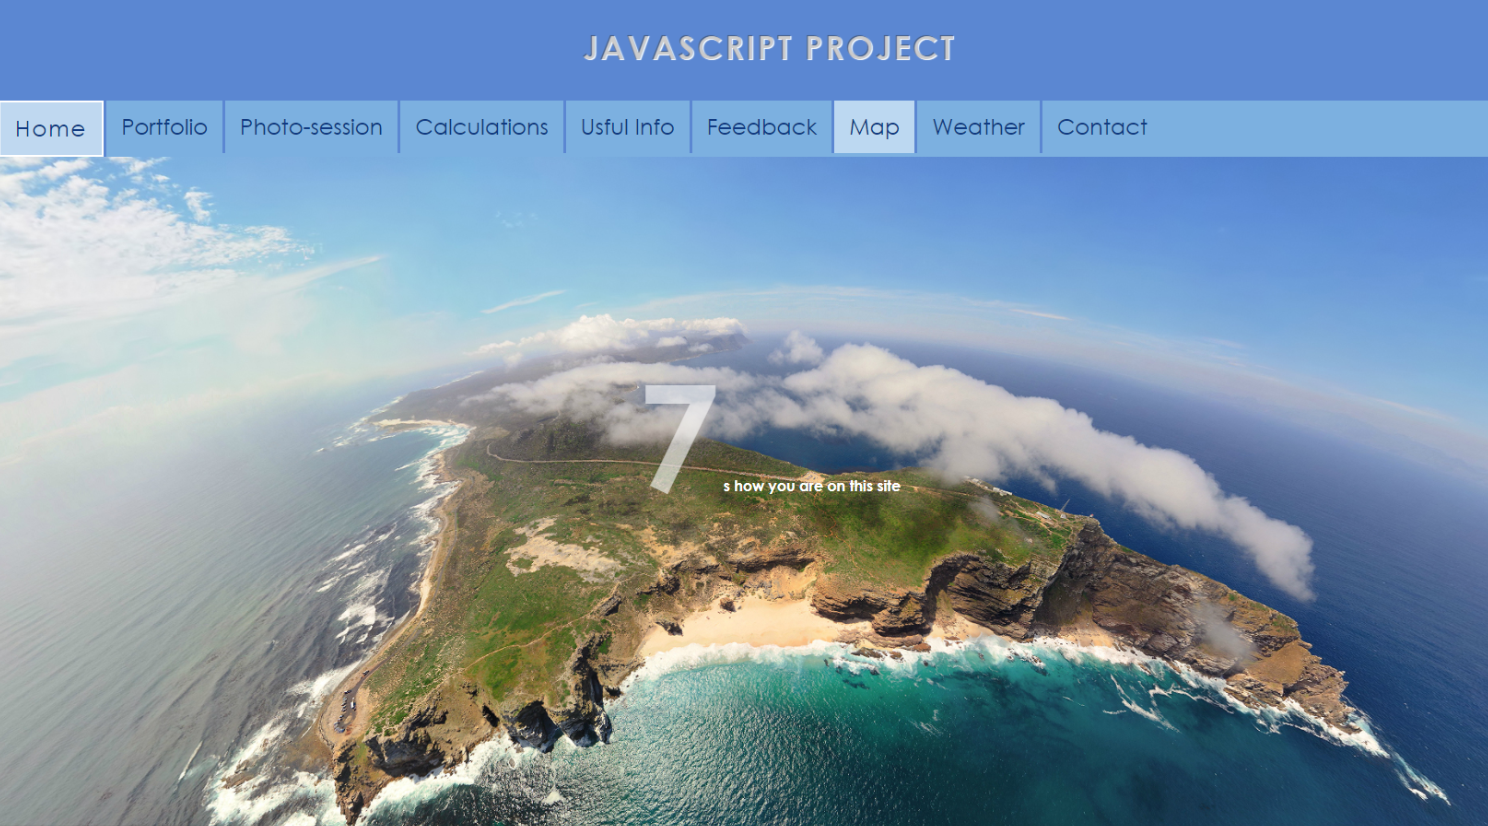 JAVASCRIPT PROJECT
Home Portfolio Photo-session Calculations Usful Info Feedback Map Weather Contact
7 s how you are on this site